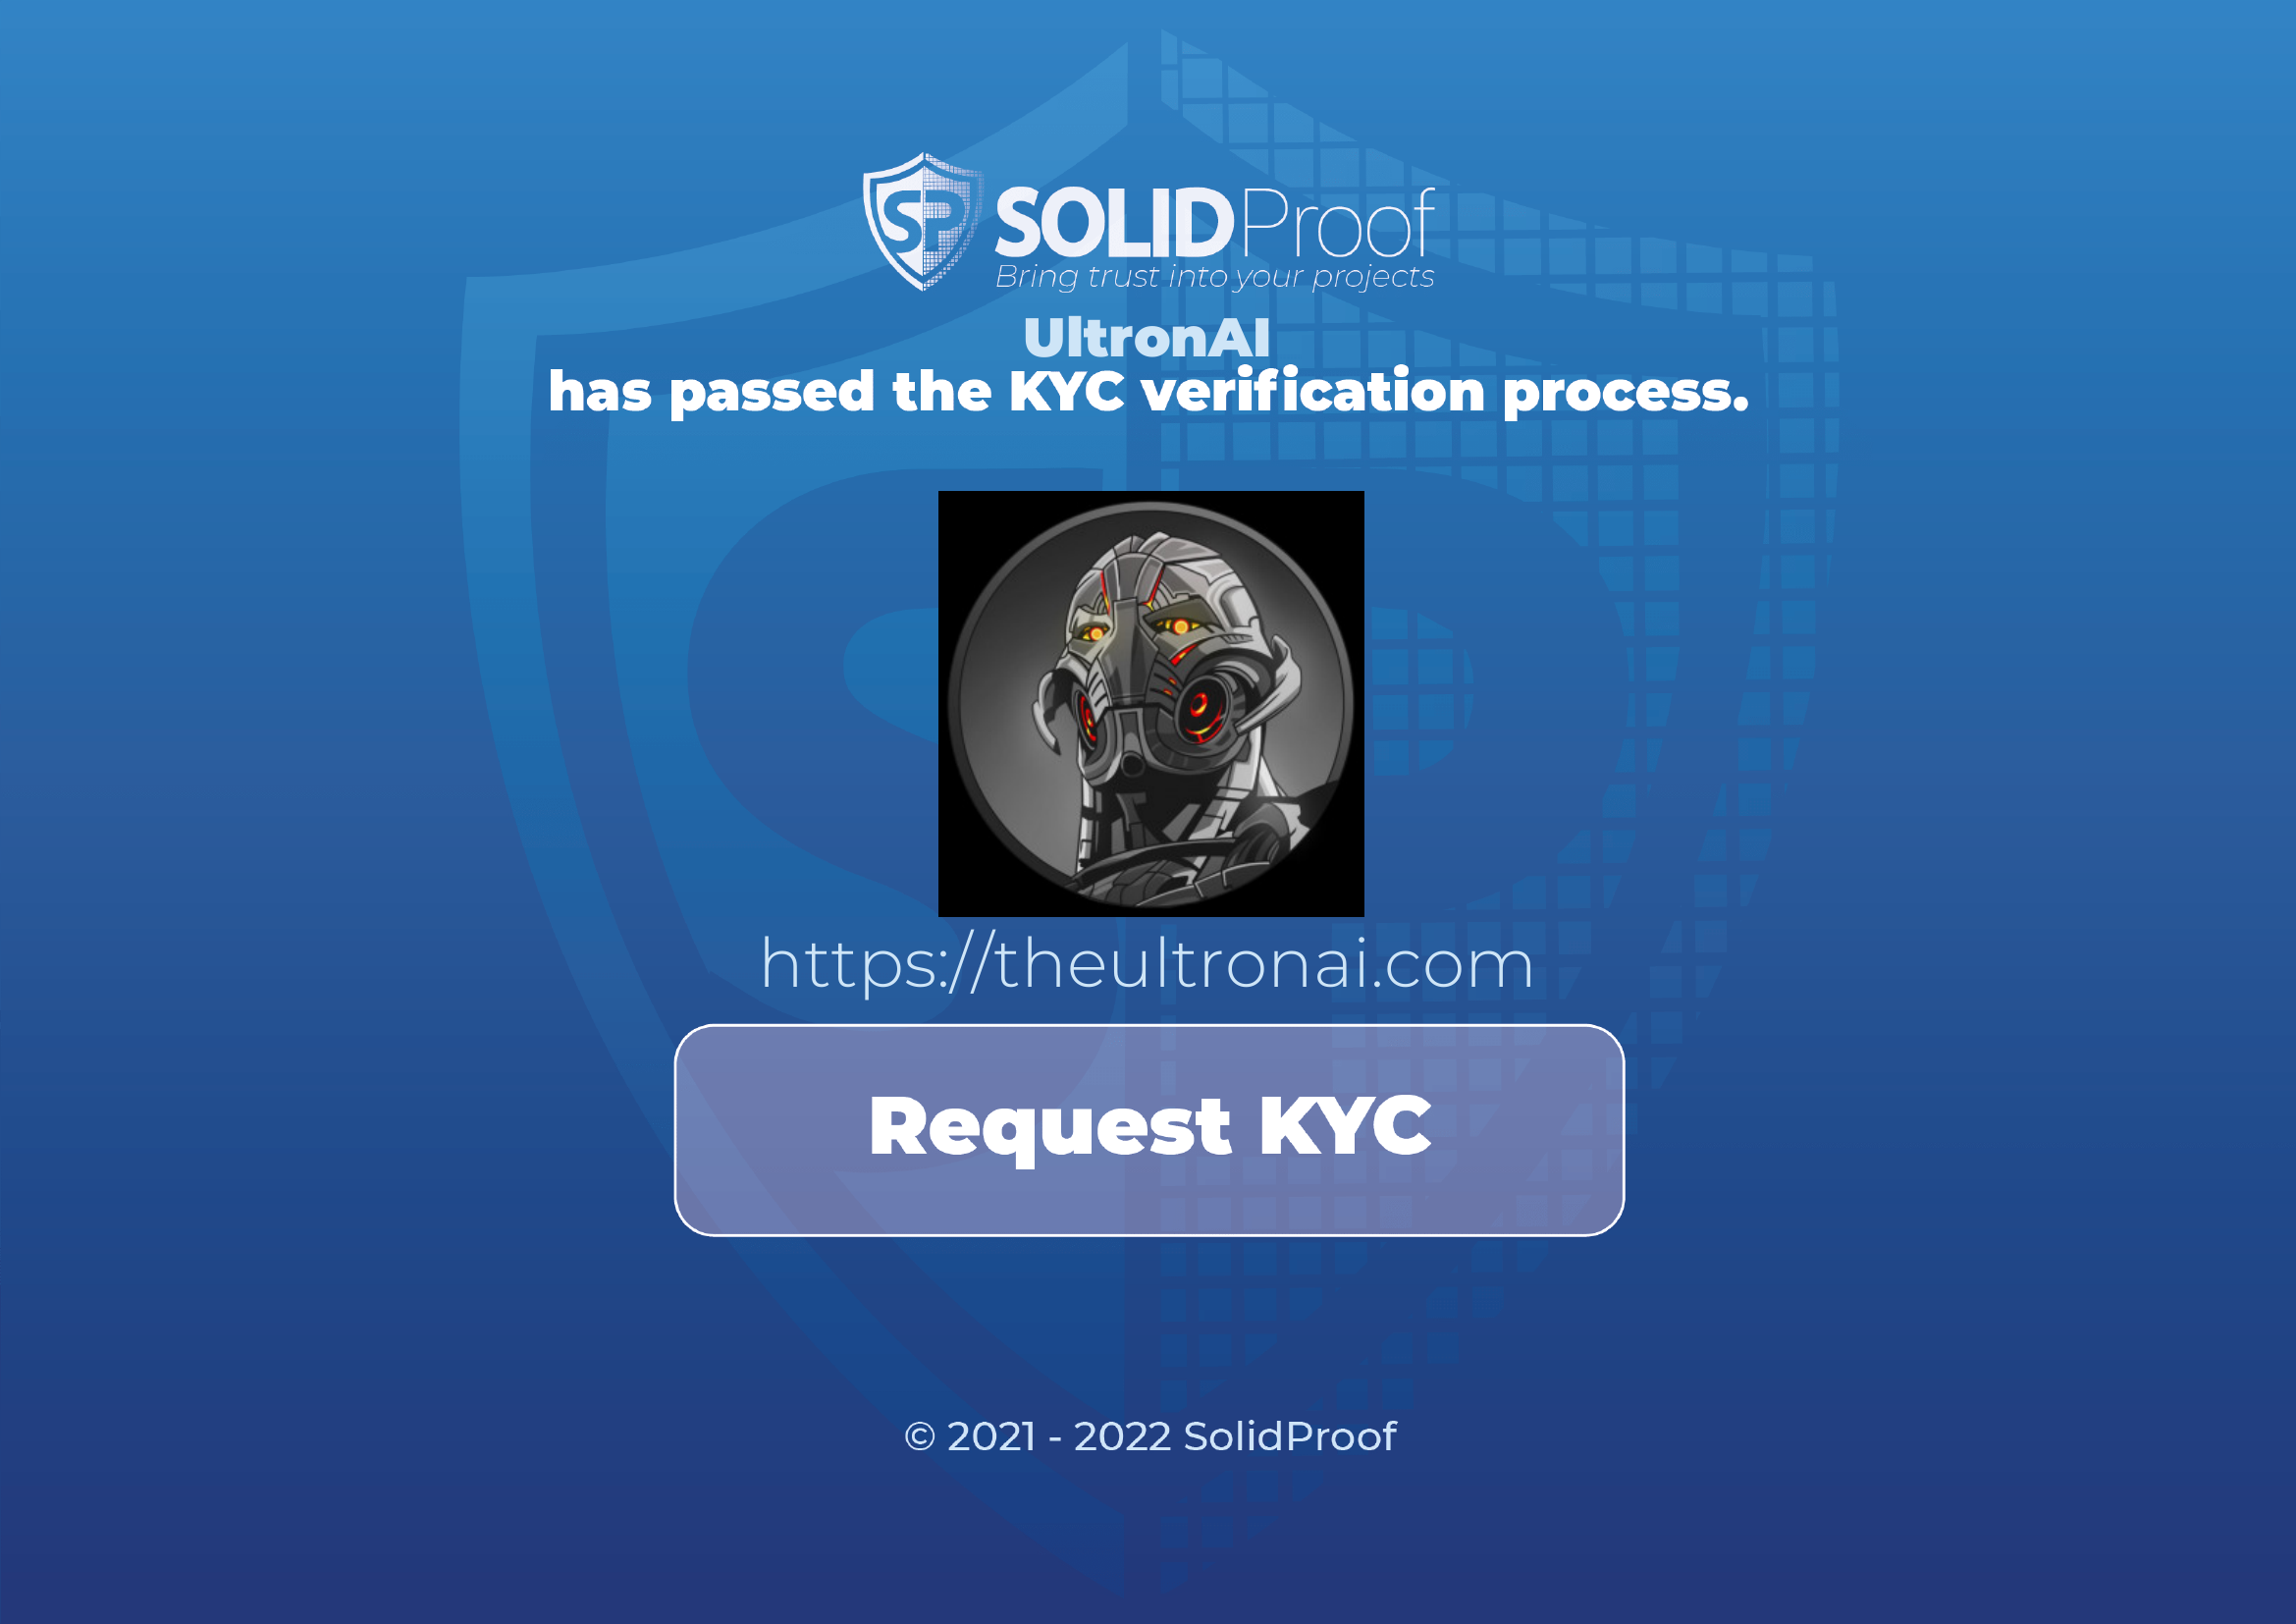 SP
SOLIDProof
Bring trust into your projects
UltronAI
has passed the KYC verification process.
https://theultronai.com
Request KYC
© 2021 - 2022 SolidProof